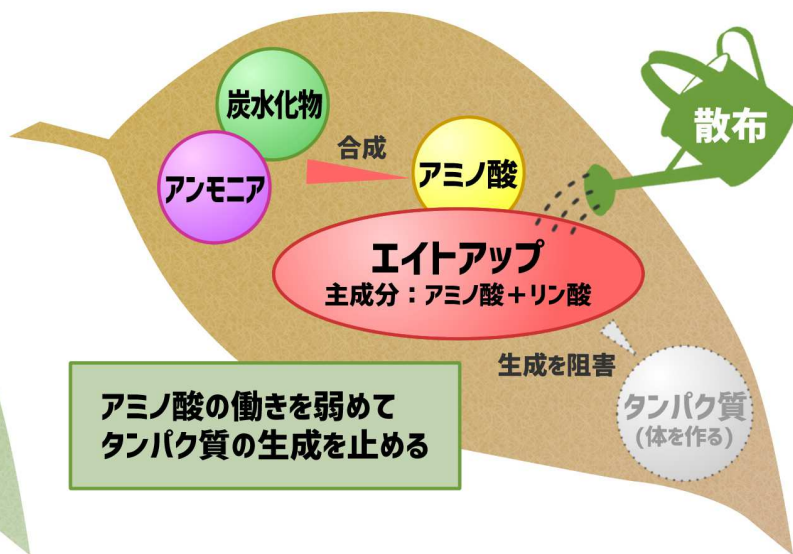 炭水化物
アンモニア
合成
アミノ酸
散布
エイトアップ
主成分：アミノ酸＋リン酸
生成を阻害
タンパク質
(体を作る)
アミノ酸の働きを弱めて
タンパク質の生成を止める